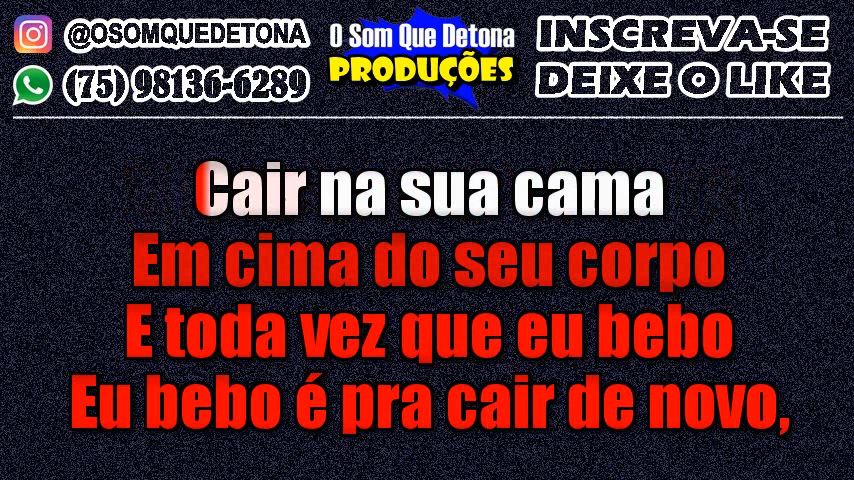 @OSOMQUEDETONA
(75) 98136-6289
O Som Que Detona
PRODUÇÕES
INSCREVA-SE
DEIXE O LIKE
Cair na sua cama
Em cima do seu corpo
E toda vez que eu bebo
Eu bebo é pra cair de novo,